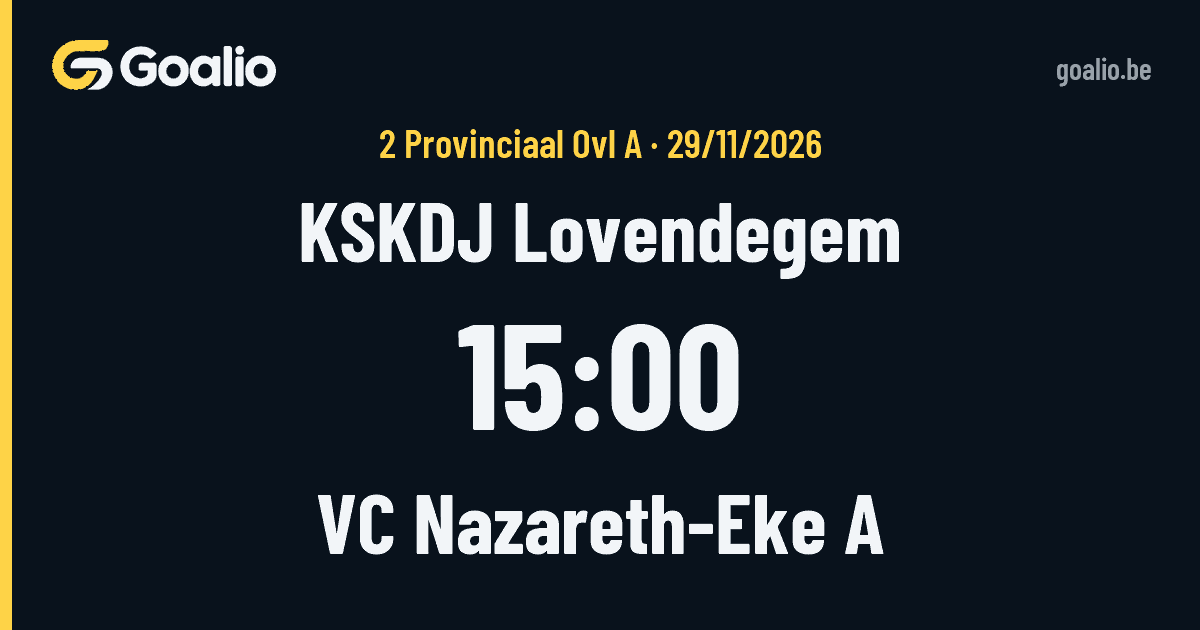 Goalio
goalio.be
2 Provinciaal Ovl A · 29/11/2026
KSKDJ Lovendegem
15:00
VC Nazareth-Eke A